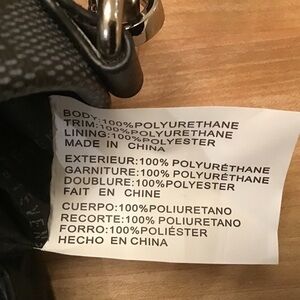 BODY:100%POLYURETHANE
TRIM:100%POLYURETHANE
LINING:100%POLYESTER
MADE IN CHINA
EXTERIEUR:100% POLYURÉTHANE
GARNITURE:100% POLYURÉTHANE
DOUBLURE:100%POLYESTER
FAIT EN CHINE
CUERPO:100%POLIURETANO
RECORTE:100% POLIURETANO
FORRO:100%POLIÉSTER
HECHO EN CHINA